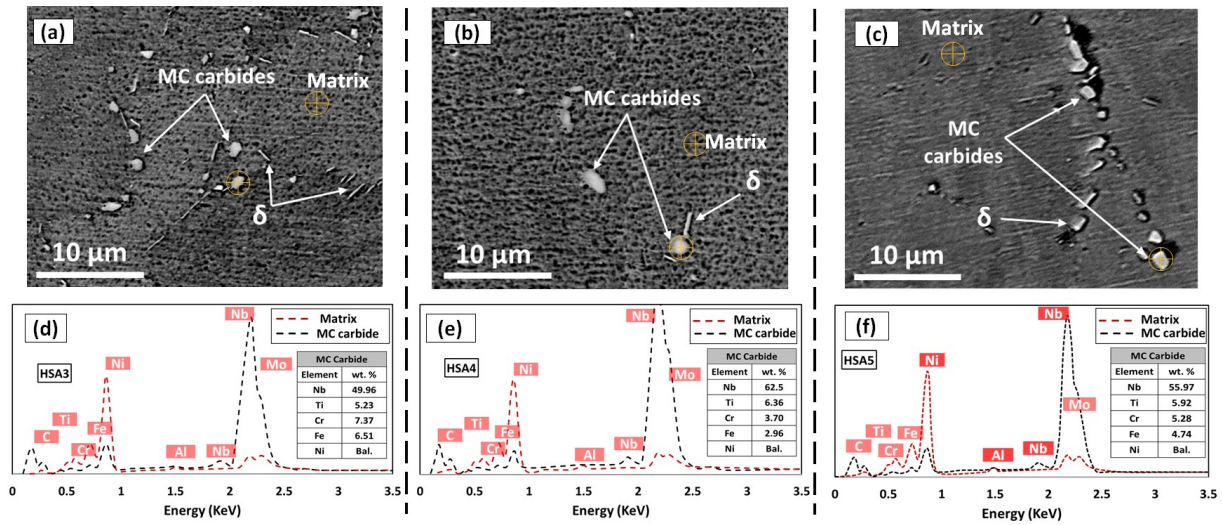 (a)
MC carbides
Matrix
δ
10 μm
(b)
MC carbides
Matrix
δ
10 μm
(c)
Matrix
MC
carbides
δ
10 μm
(d)
Nb
Matrix
MC carbide
HSA3
Ni
Mo
Ti
Fe
C
Cr
Al
Nb
MC Carbide
Element wt. %
Nb 49.96
Ti 5.23
Cr 7.37
Fe 6.51
Ni Bal.
0 0.5 1 1.5 2 2.5 3 3.5
Energy (KeV)
(e)
Nb
Matrix
MC carbide
HSA4
Ni
Mo
Ti
Fe
C
Cr
Al
Nb
MC Carbide
Element wt. %
Nb 62.5
Ti 6.36
Cr 3.70
Fe 2.96
Ni Bal.
0 0.5 1 1.5 2 2.5 3 3.5
Energy (KeV)
(f)
Nb
Matrix
MC carbide
HSA5
Ni
Mo
Ti
Fe
C
Cr
Al
Nb
MC Carbide
Element wt. %
Nb 55.97
Ti 5.92
Cr 5.28
Fe 4.74
Ni Bal.
0 0.5 1 1.5 2 2.5 3 3.5
Energy (KeV)